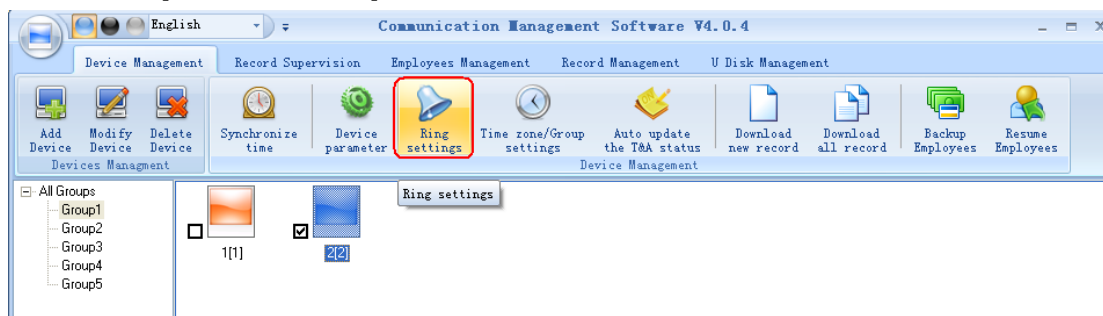 English
Communication Management Software V4.0.4
Device Management Record Supervision Employees Management Record Management U Disk Management
Add Device
Modify Device
Delete Device
Devices Managment
Synchronize time
Device parameter
Ring settings
Time zone/Group settings
Auto update the T&A status
Download new record
Download all record
Backup Employees
Resume Employees
Device Management
Ring settings
All Groups
Group1
Group2
Group3
Group4
Group5
1[1]
2[2]